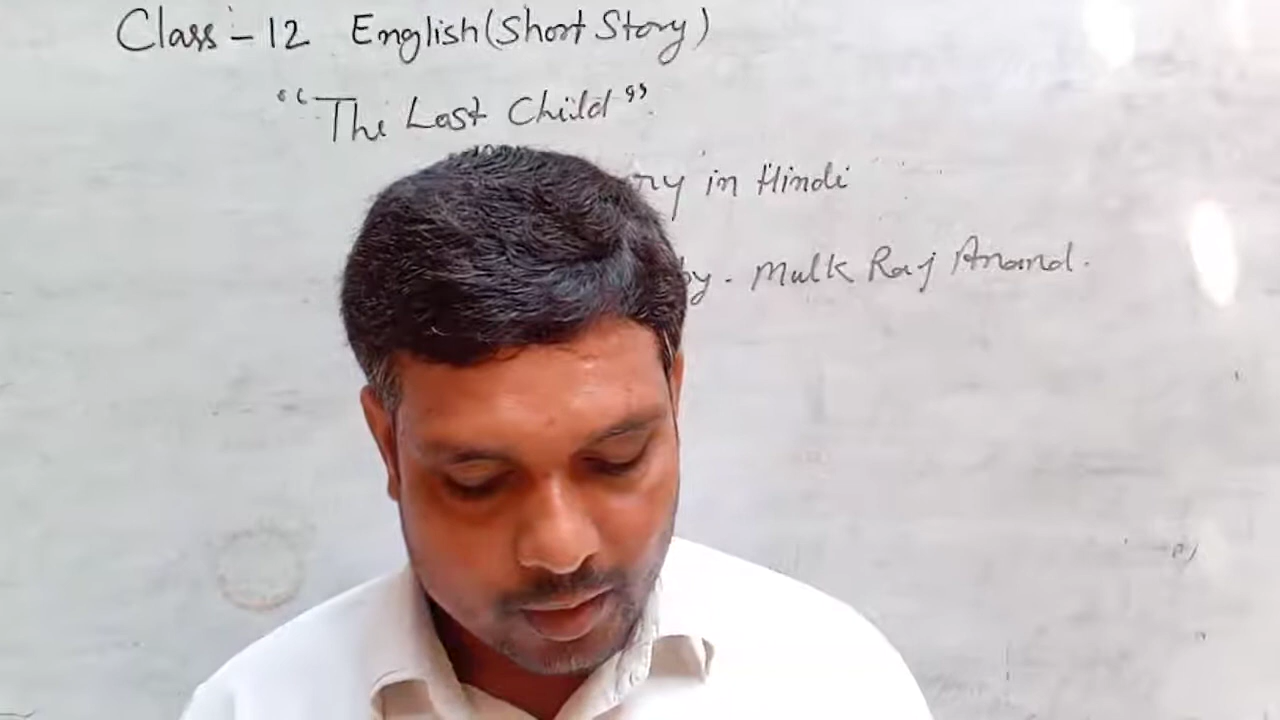 Class - 12 English (Short Story)
"The Lost Child".
ry in Hindi
by - Mulk Raj Anand.